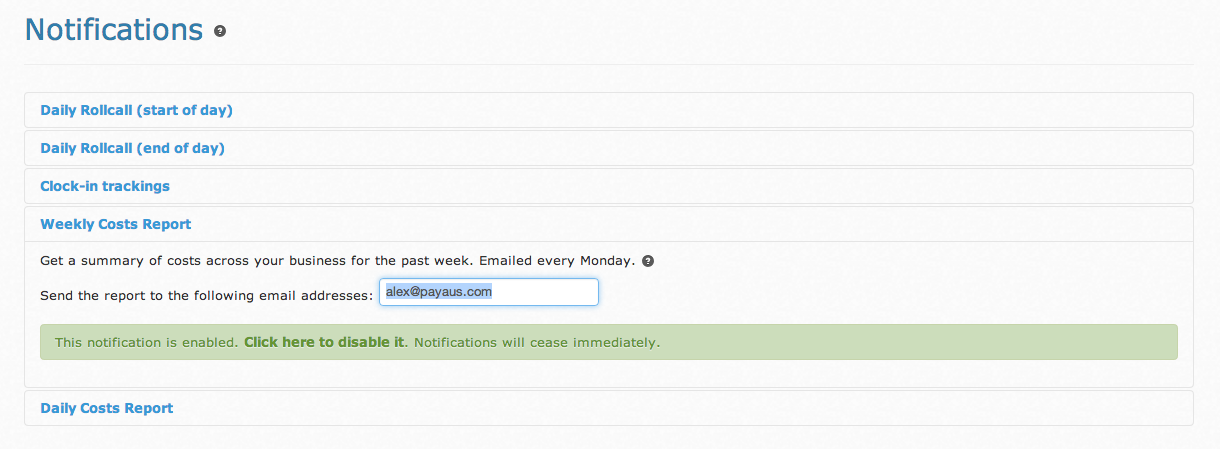 Notifications ?
Daily Rollcall (start of day)
Daily Rollcall (end of day)
Clock-in trackings
Weekly Costs Report
Get a summary of costs across your business for the past week. Emailed every Monday. ?
Send the report to the following email addresses: alex@payaus.com
This notification is enabled. Click here to disable it. Notifications will cease immediately.
Daily Costs Report